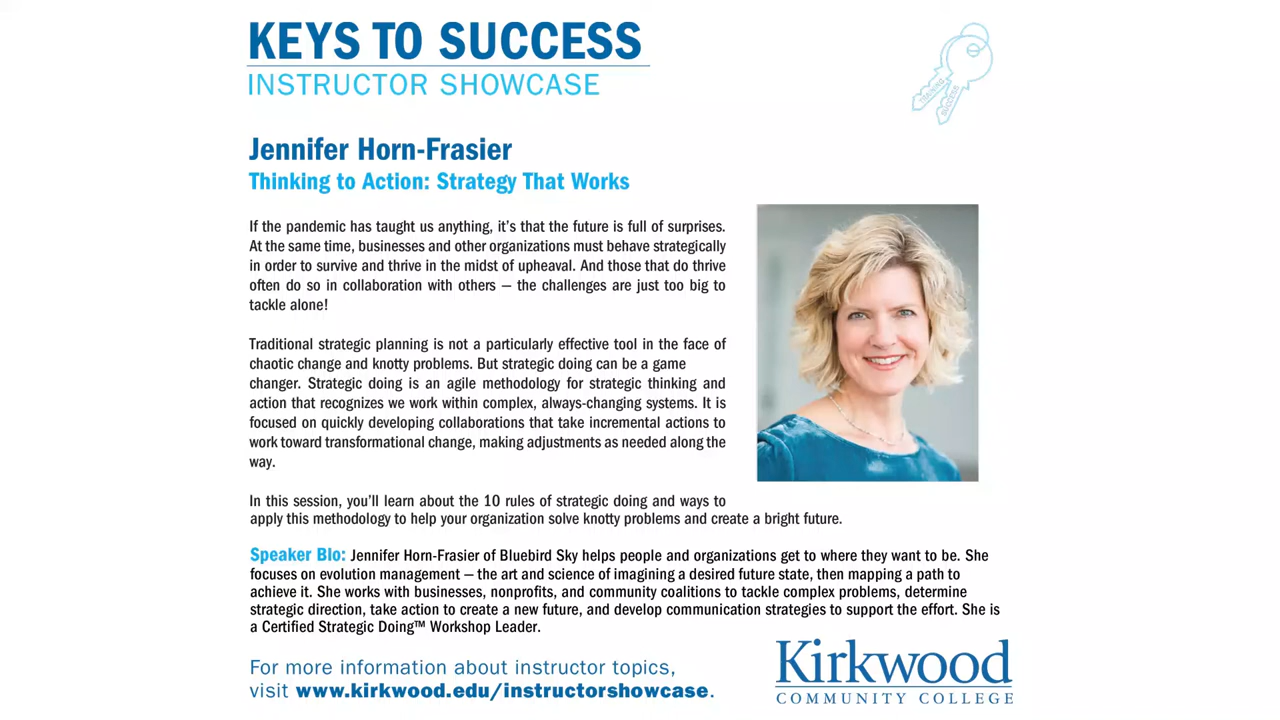 KEYS TO SUCCESS
INSTRUCTOR SHOWCASE
TRAINING
SUCCESS
Jennifer Horn-Frasier
Thinking to Action: Strategy That Works
If the pandemic has taught us anything, it's that the future is full of surprises.
At the same time, businesses and other organizations must behave strategically
in order to survive and thrive in the midst of upheaval. And those that do thrive
often do so in collaboration with others — the challenges are just too big to
tackle alone!
Traditional strategic planning is not a particularly effective tool in the face of
chaotic change and knotty problems. But strategic doing can be a game
changer. Strategic doing is an agile methodology for strategic thinking and
action that recognizes we work within complex, always-changing systems. It is
focused on quickly developing collaborations that take incremental actions to
work toward transformational change, making adjustments as needed along the
way.
In this session, you'll learn about the 10 rules of strategic doing and ways to
apply this methodology to help your organization solve knotty problems and create a bright future.
Speaker Bio: Jennifer Horn-Frasier of Bluebird Sky helps people and organizations get to where they want to be. She
focuses on evolution management — the art and science of imagining a desired future state, then mapping a path to
achieve it. She works with businesses, nonprofits, and community coalitions to tackle complex problems, determine
strategic direction, take action to create a new future, and develop communication strategies to support the effort. She is
a Certified Strategic Doing™ Workshop Leader.
For more information about instructor topics,
visit www.kirkwood.edu/instructorshowcase.
Kirkwood
COMMUNITY COLLEGE